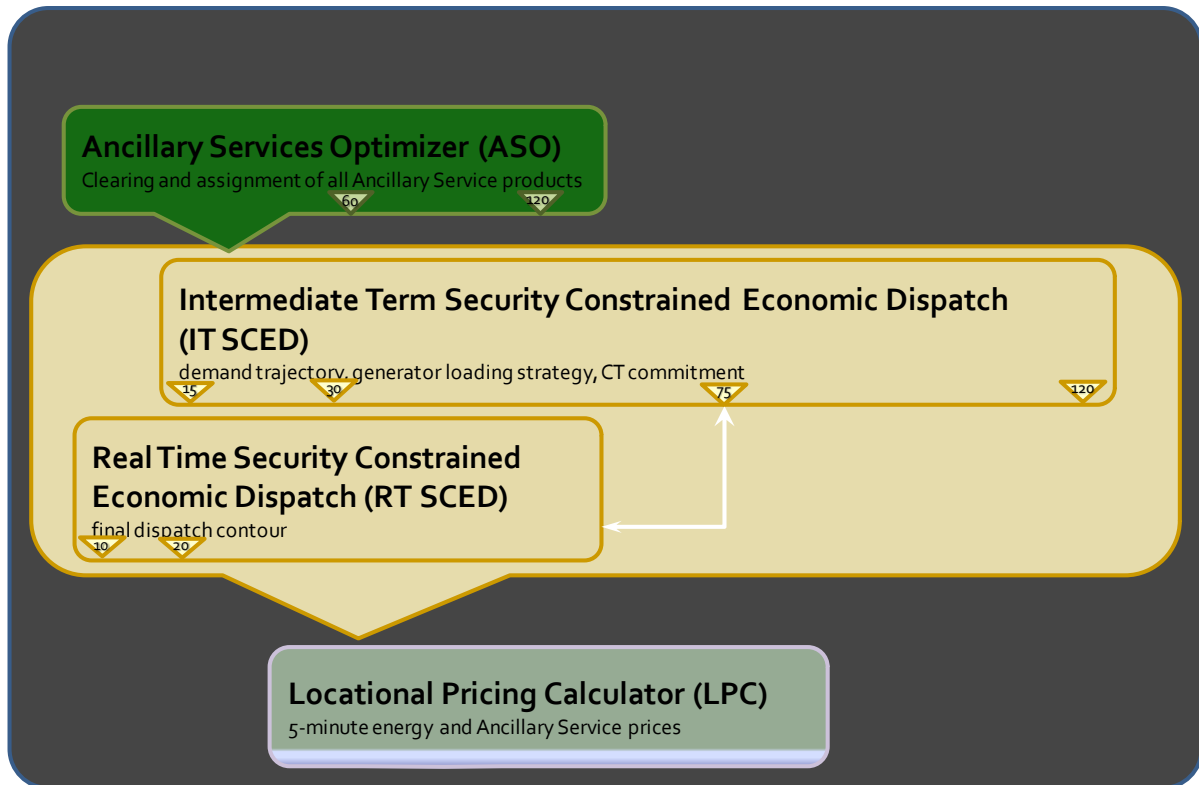 Ancillary Services Optimizer (ASO)
Clearing and assignment of all Ancillary Service products
60 120
Intermediate Term Security Constrained Economic Dispatch
(IT SCED)
demand trajectory, generator loading strategy, CT commitment
15 30 75 120
Real Time Security Constrained
Economic Dispatch (RT SCED)
final dispatch contour
10 20
Locational Pricing Calculator (LPC)
5-minute energy and Ancillary Service prices